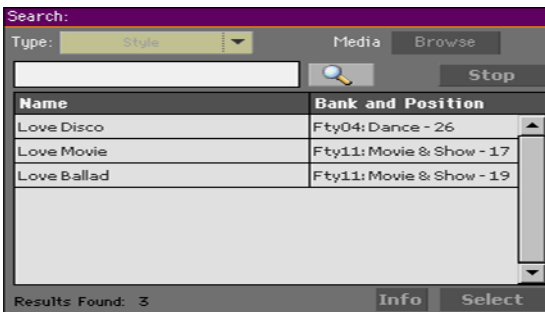 Search:
Type: Style Media Browse
Stop
Name Bank and Position
Love Disco Fty04: Dance - 26
Love Movie Fty11: Movie & Show - 17
Love Ballad Fty11: Movie & Show - 19
Results Found: 3 Info Select